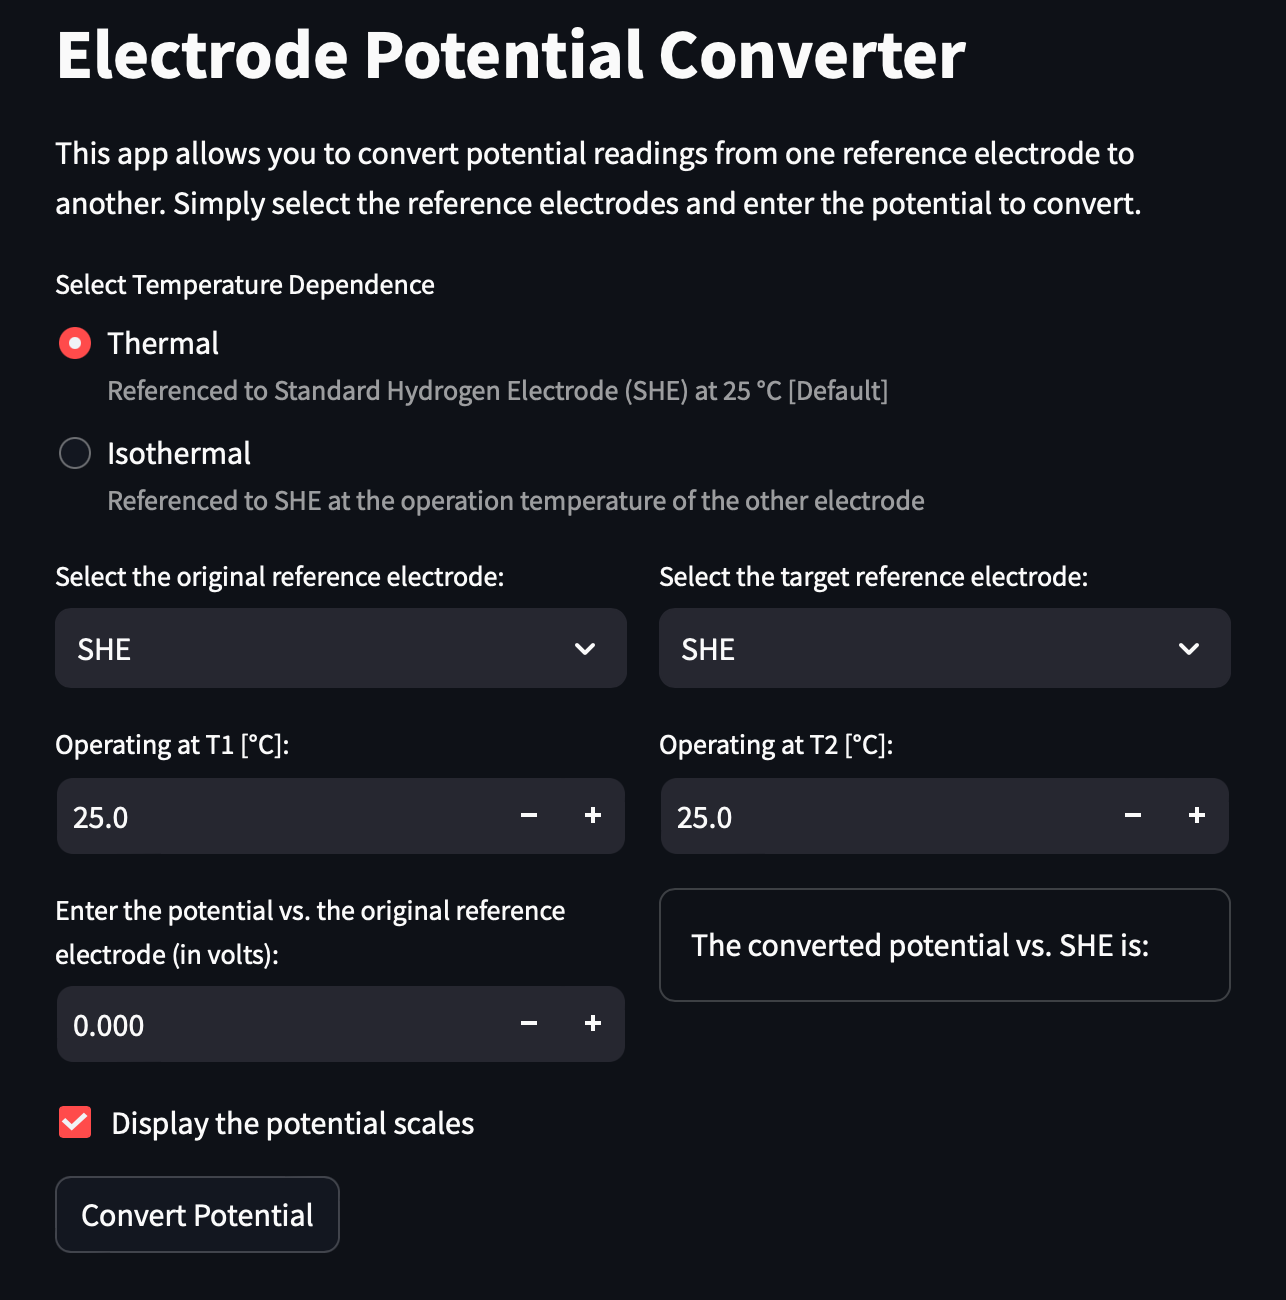 Electrode Potential Converter
This app allows you to convert potential readings from one reference electrode to
another. Simply select the reference electrodes and enter the potential to convert.
Select Temperature Dependence
Thermal
Referenced to Standard Hydrogen Electrode (SHE) at 25 °C [Default]
Isothermal
Referenced to SHE at the operation temperature of the other electrode
Select the original reference electrode:
SHE
Select the target reference electrode:
SHE
Operating at T1 [°C]:
25.0 − +
Operating at T2 [°C]:
25.0 − +
Enter the potential vs. the original reference
electrode (in volts):
0.000 − +
The converted potential vs. SHE is:
Display the potential scales
Convert Potential